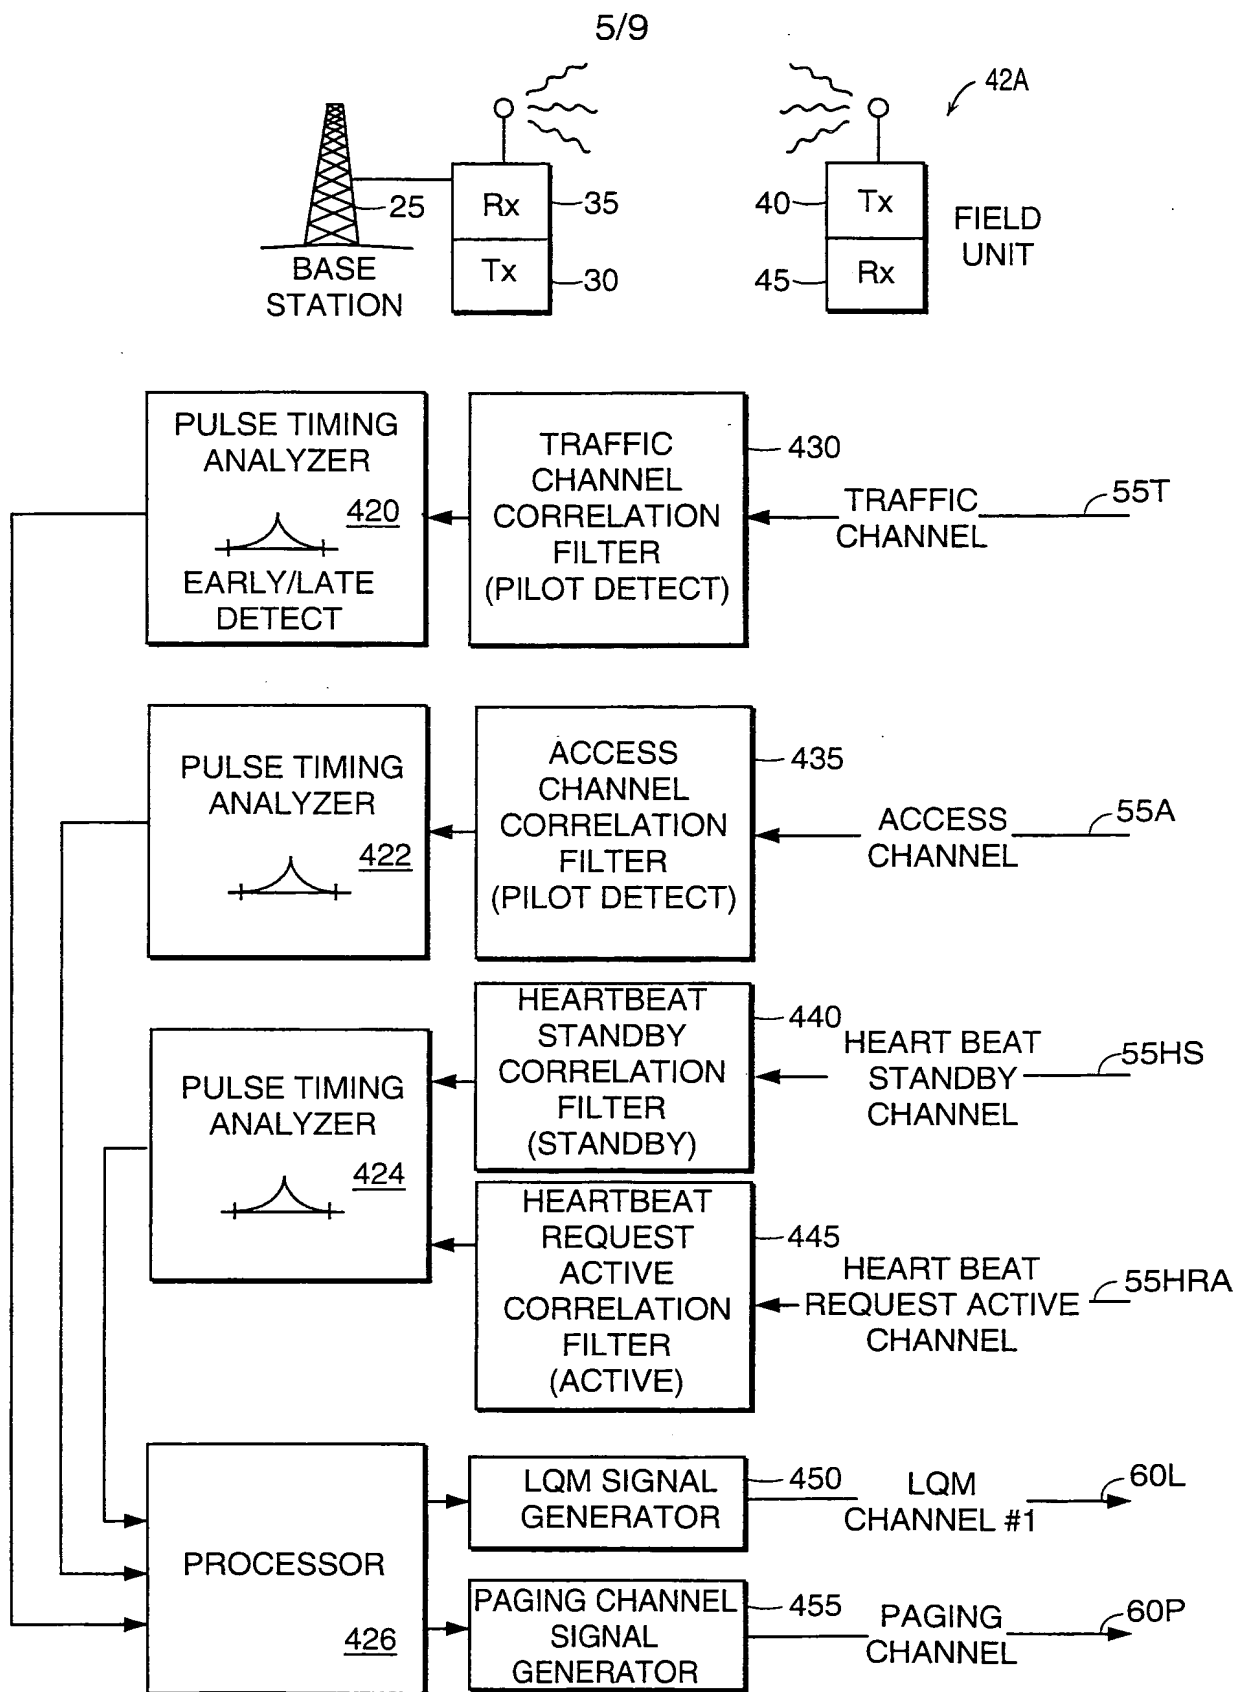 5/9
42A
25
Rx
35
Tx
30
BASE
STATION
40
Tx
45
Rx
FIELD
UNIT
PULSE TIMING
ANALYZER
420
EARLY/LATE
DETECT
TRAFFIC
CHANNEL
CORRELATION
FILTER
(PILOT DETECT)
430
TRAFFIC
CHANNEL
55T
PULSE TIMING
ANALYZER
422
ACCESS
CHANNEL
CORRELATION
FILTER
(PILOT DETECT)
435
ACCESS
CHANNEL
55A
PULSE TIMING
ANALYZER
424
HEARTBEAT
STANDBY
CORRELATION
FILTER
(STANDBY)
440
HEART BEAT
STANDBY
CHANNEL
55HS
HEARTBEAT
REQUEST
ACTIVE
CORRELATION
FILTER
(ACTIVE)
445
HEART BEAT
REQUEST ACTIVE
CHANNEL
55HRA
PROCESSOR
426
LQM SIGNAL
GENERATOR
450
LQM
CHANNEL #1
60L
PAGING CHANNEL
SIGNAL
GENERATOR
455
PAGING
CHANNEL
60P